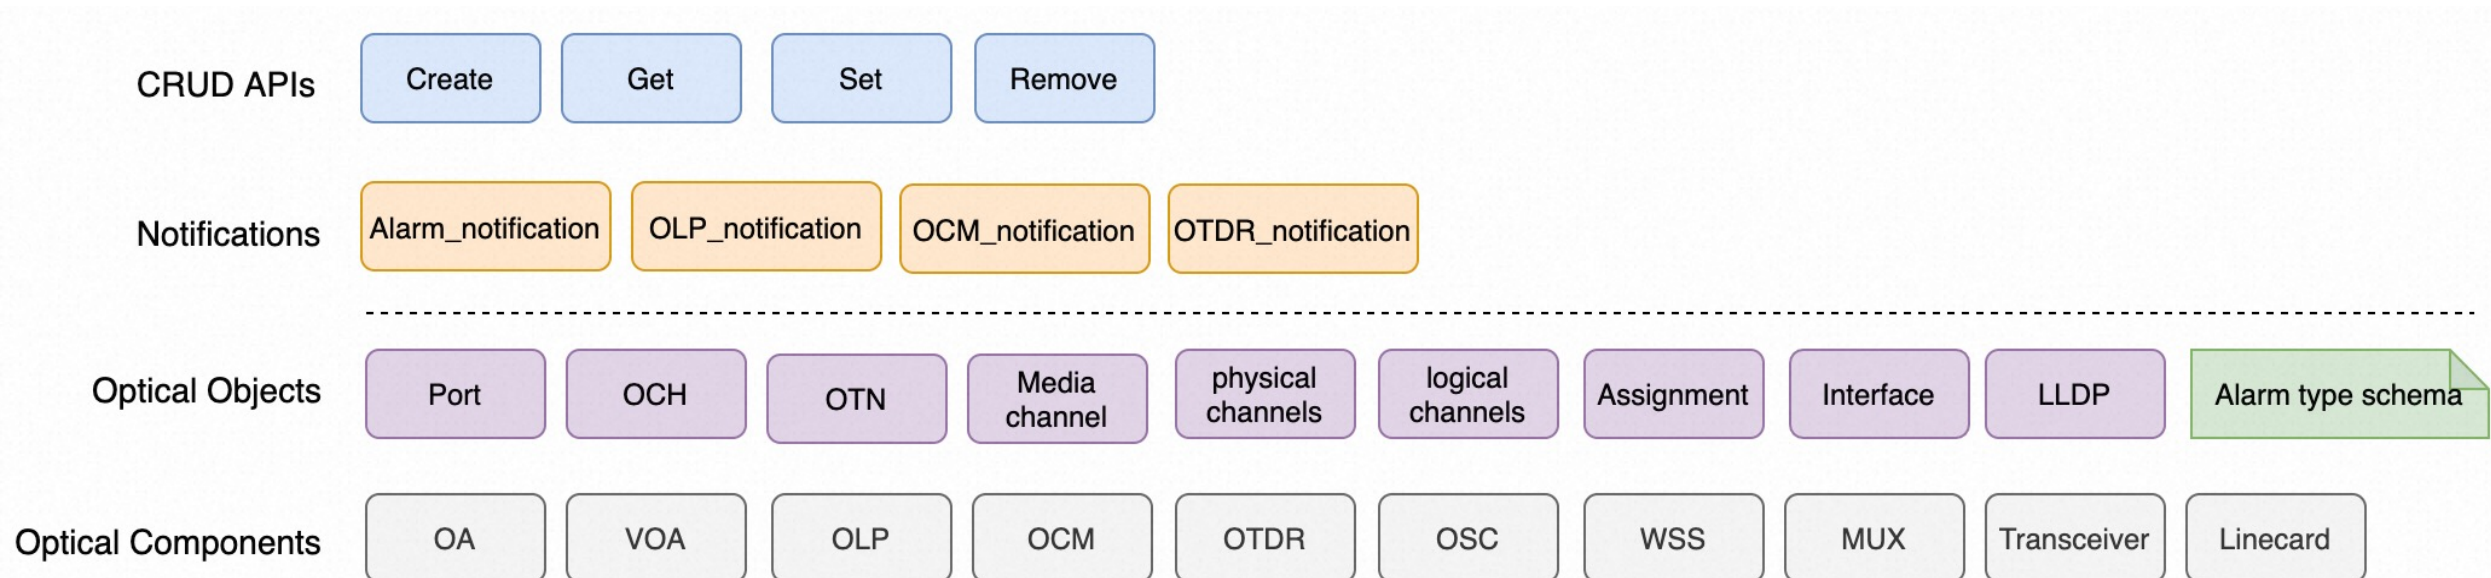 CRUD APIs
Create
Get
Set
Remove
Notifications
Alarm_notification
OLP_notification
OCM_notification
OTDR_notification
Optical Objects
Port
OCH
OTN
Media
channel
physical
channels
logical
channels
Assignment
Interface
LLDP
Alarm type schema
Optical Components
OA
VOA
OLP
OCM
OTDR
OSC
WSS
MUX
Transceiver
Linecard